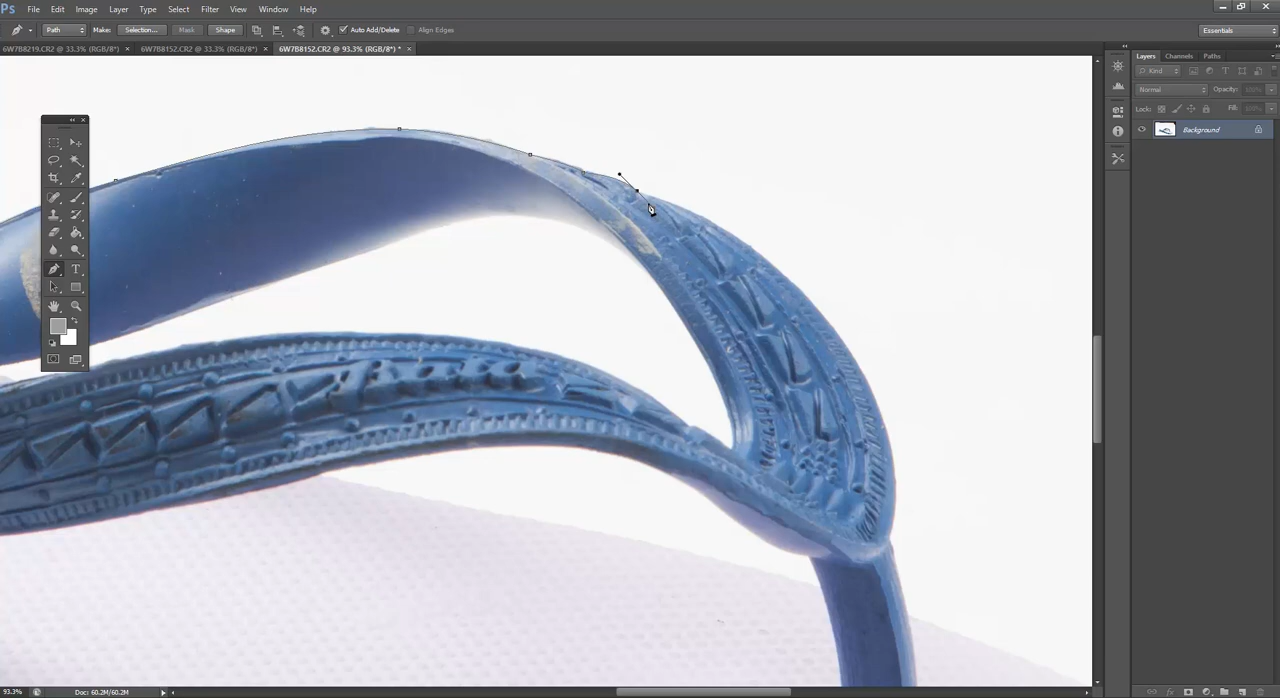 Ps File Edit Image Layer Type Select Filter View Window Help
Path Make: Selection... Mask Shape Auto Add/Delete Align Edges Essentials
6W7B8219.CR2 @ 33.3% (RGB/8*) × 6W7B8152.CR2 @ 33.3% (RGB/8*) × 6W7B8152.CR2 @ 93.3% (RGB/8*) * ×
Layers Channels Paths
Kind
Normal Opacity: 100%
Lock: Fill: 100%
Background
T
93.3% Doc: 60.2M/60.2M